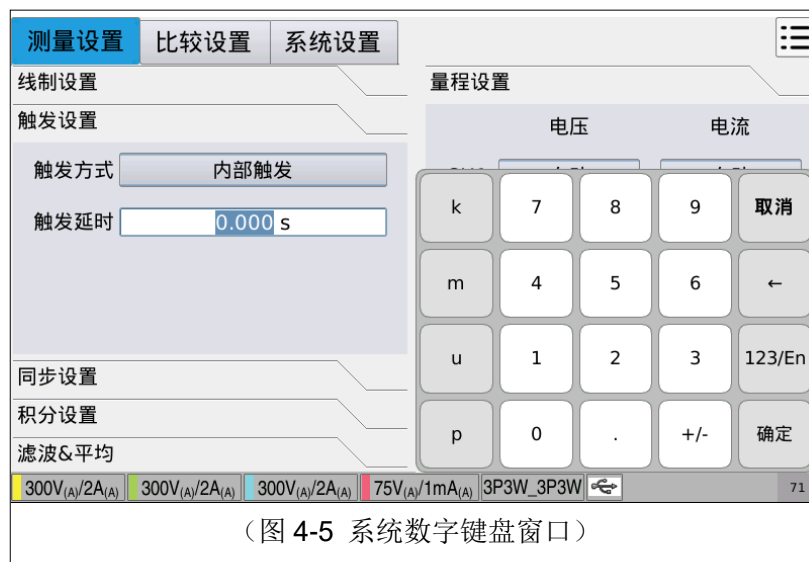 测量设置 比较设置 系统设置
线制设置
触发设置
触发方式 内部触发
触发延时 0.000 s
同步设置
积分设置
滤波&平均
量程设置
电压 电流
k 7 8 9 取消
m 4 5 6 ←
u 1 2 3 123/En
p 0 . +/- 确定
300V(A)/2A(A) 300V(A)/2A(A) 300V(A)/2A(A) 75V(A)/1mA(A) 3P3W_3P3W 71
（图 4-5 系统数字键盘窗口）